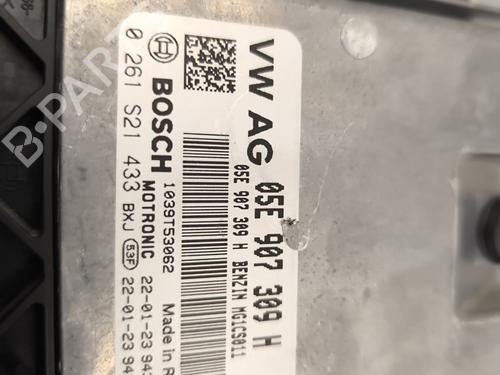 VW AG 05E 907 309 H
05E 907 309 H BENZIN MG1CS011
BOSCH 1039T53062
MOTRONIC 22-01-23
Made in
0 261 S21 433 BXJ 53F 22-01-23
B-PARTS